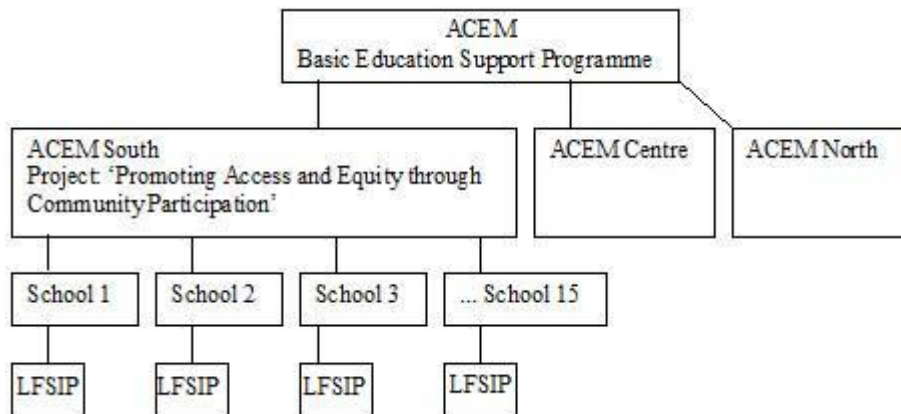 ACEM
Basic Education Support Programme
ACEM South
Project: ‘Promoting Access and Equity through
Community Participation’
ACEM Centre
ACEM North
School 1
School 2
School 3
... School 15
LFSIP
LFSIP
LFSIP
LFSIP